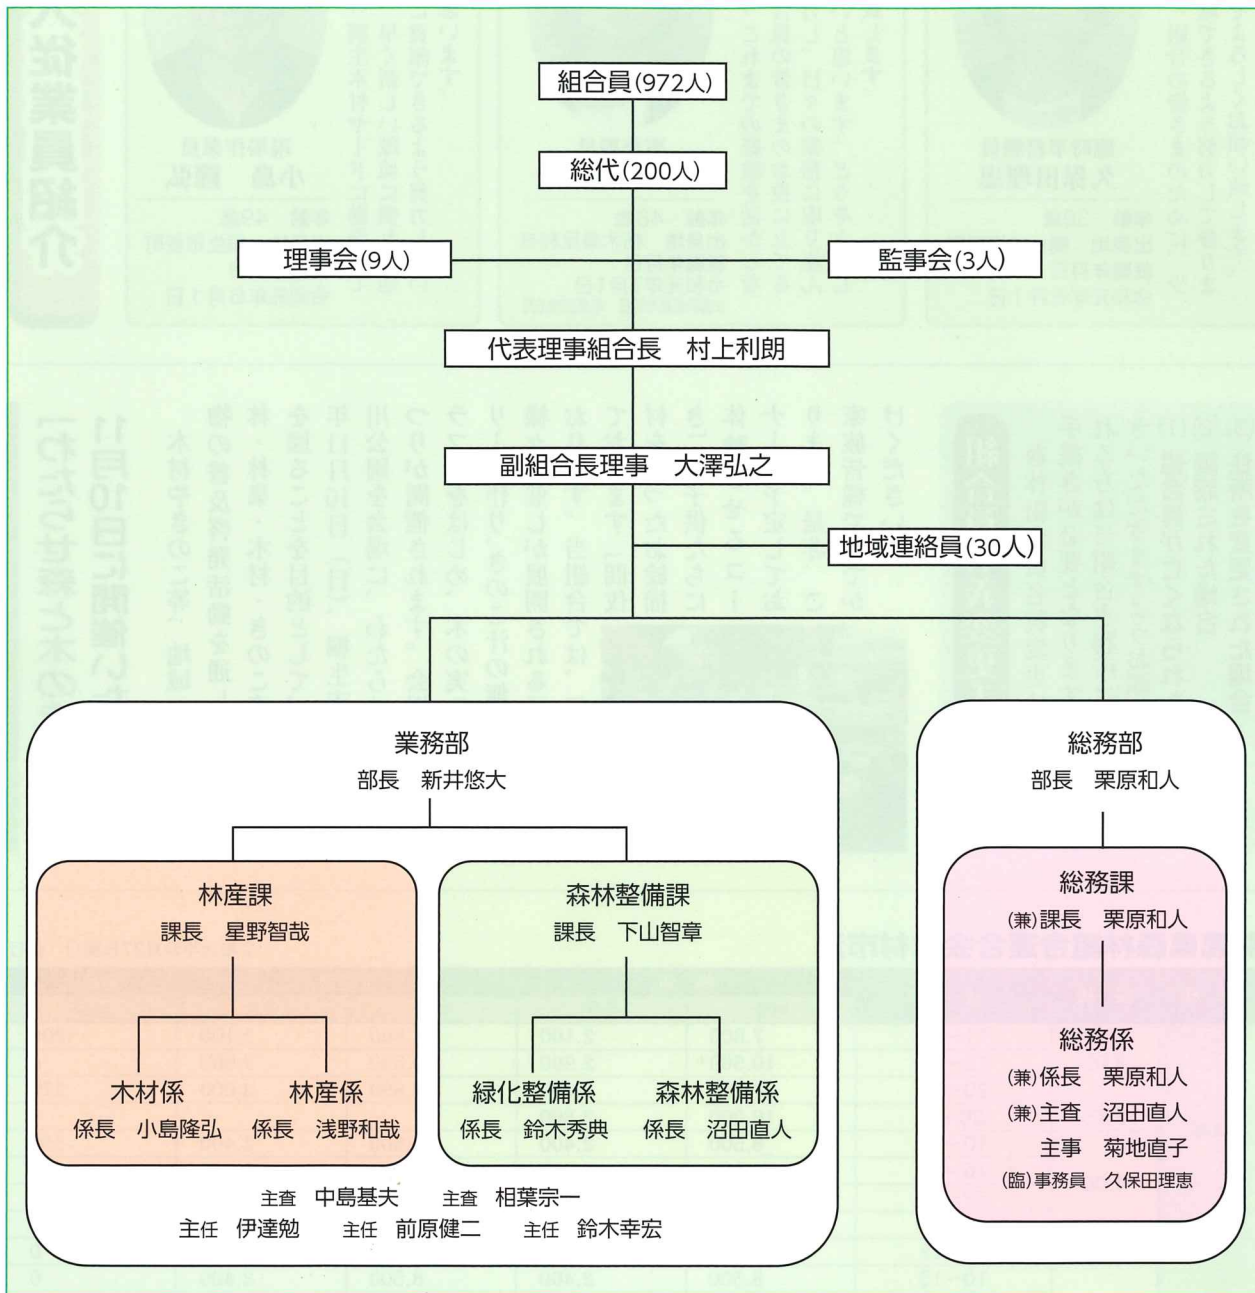 組合員(972人)
総代(200人)
理事会(9人)
監事会(3人)
代表理事組合長　村上利朗
副組合長理事　大澤弘之
地域連絡員(30人)
業務部
部長　新井悠大
林産課
課長　星野智哉
木材係
係長　小島隆弘
林産係
係長　浅野和哉
森林整備課
課長　下山智章
緑化整備係
係長　鈴木秀典
森林整備係
係長　沼田直人
主査　中島基夫　　主査　相葉宗一
主任　伊達勉　　主任　前原健二　　主任　鈴木幸宏
総務部
部長　栗原和人
総務課
(兼)課長　栗原和人
総務係
(兼)係長　栗原和人
(兼)主査　沼田直人
主事　菊地直子
(臨)事務員　久保田理恵